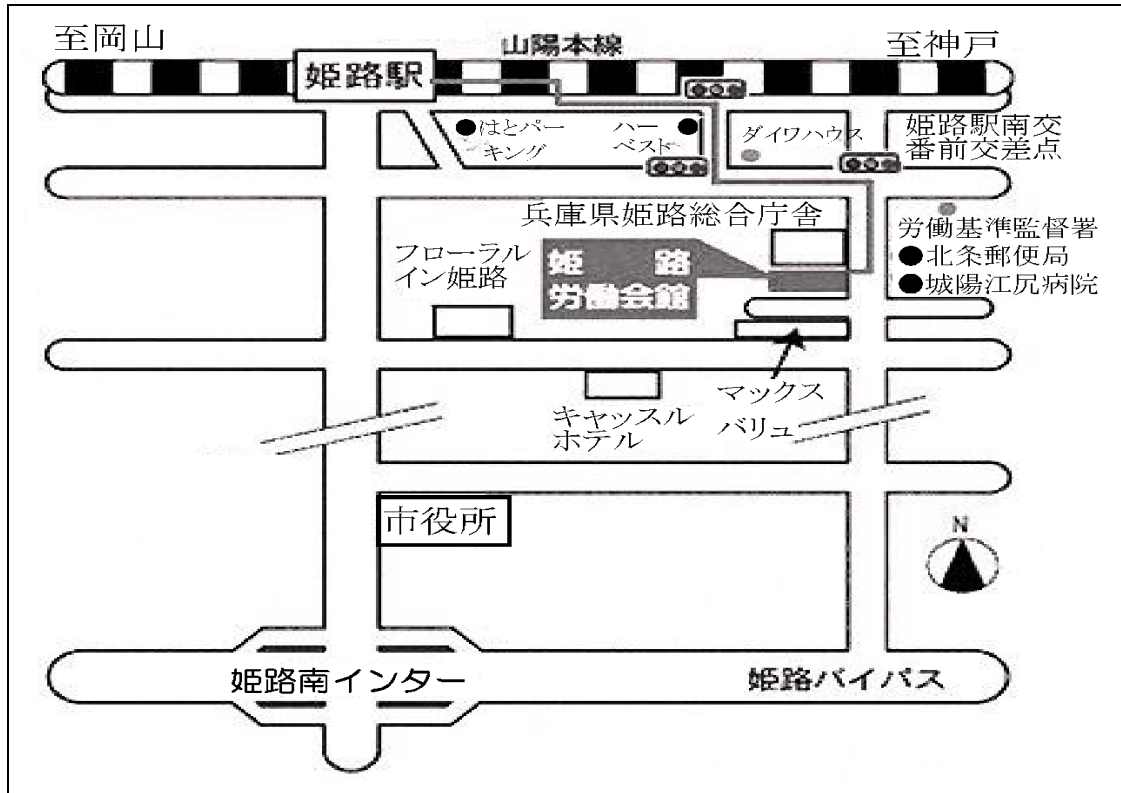 至岡山
山陽本線
至神戸
姫路駅
はとパー
キング
ハー
ベスト
ダイワハウス
姫路駅南交
番前交差点
兵庫県姫路総合庁舎
労働基準監督署
フローラル
イン姫路
姫 路
労働会館
北条郵便局
城陽江尻病院
キャッスル
ホテル
マックス
バリュ
市役所
N
姫路南インター
姫路バイパス